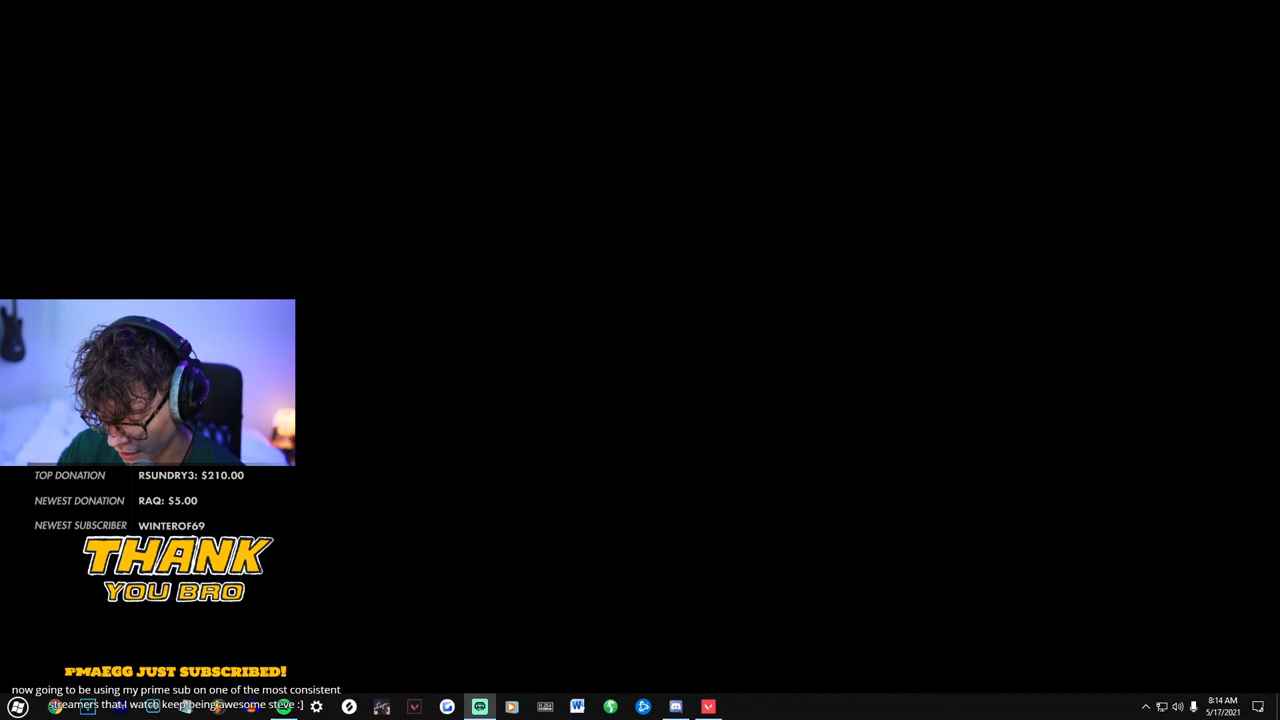 TOP DONATION RSUNDRY3: $210.00
NEWEST DONATION RAQ: $5.00
NEWEST SUBSCRIBER WINTEROF69
THANK
YOU BRO
PMAEGG JUST SUBSCRIBED!
now going to be using my prime sub on one of the most consistent
streamers that I watch keep being awesome steve :]
8:14 AM
5/17/2021